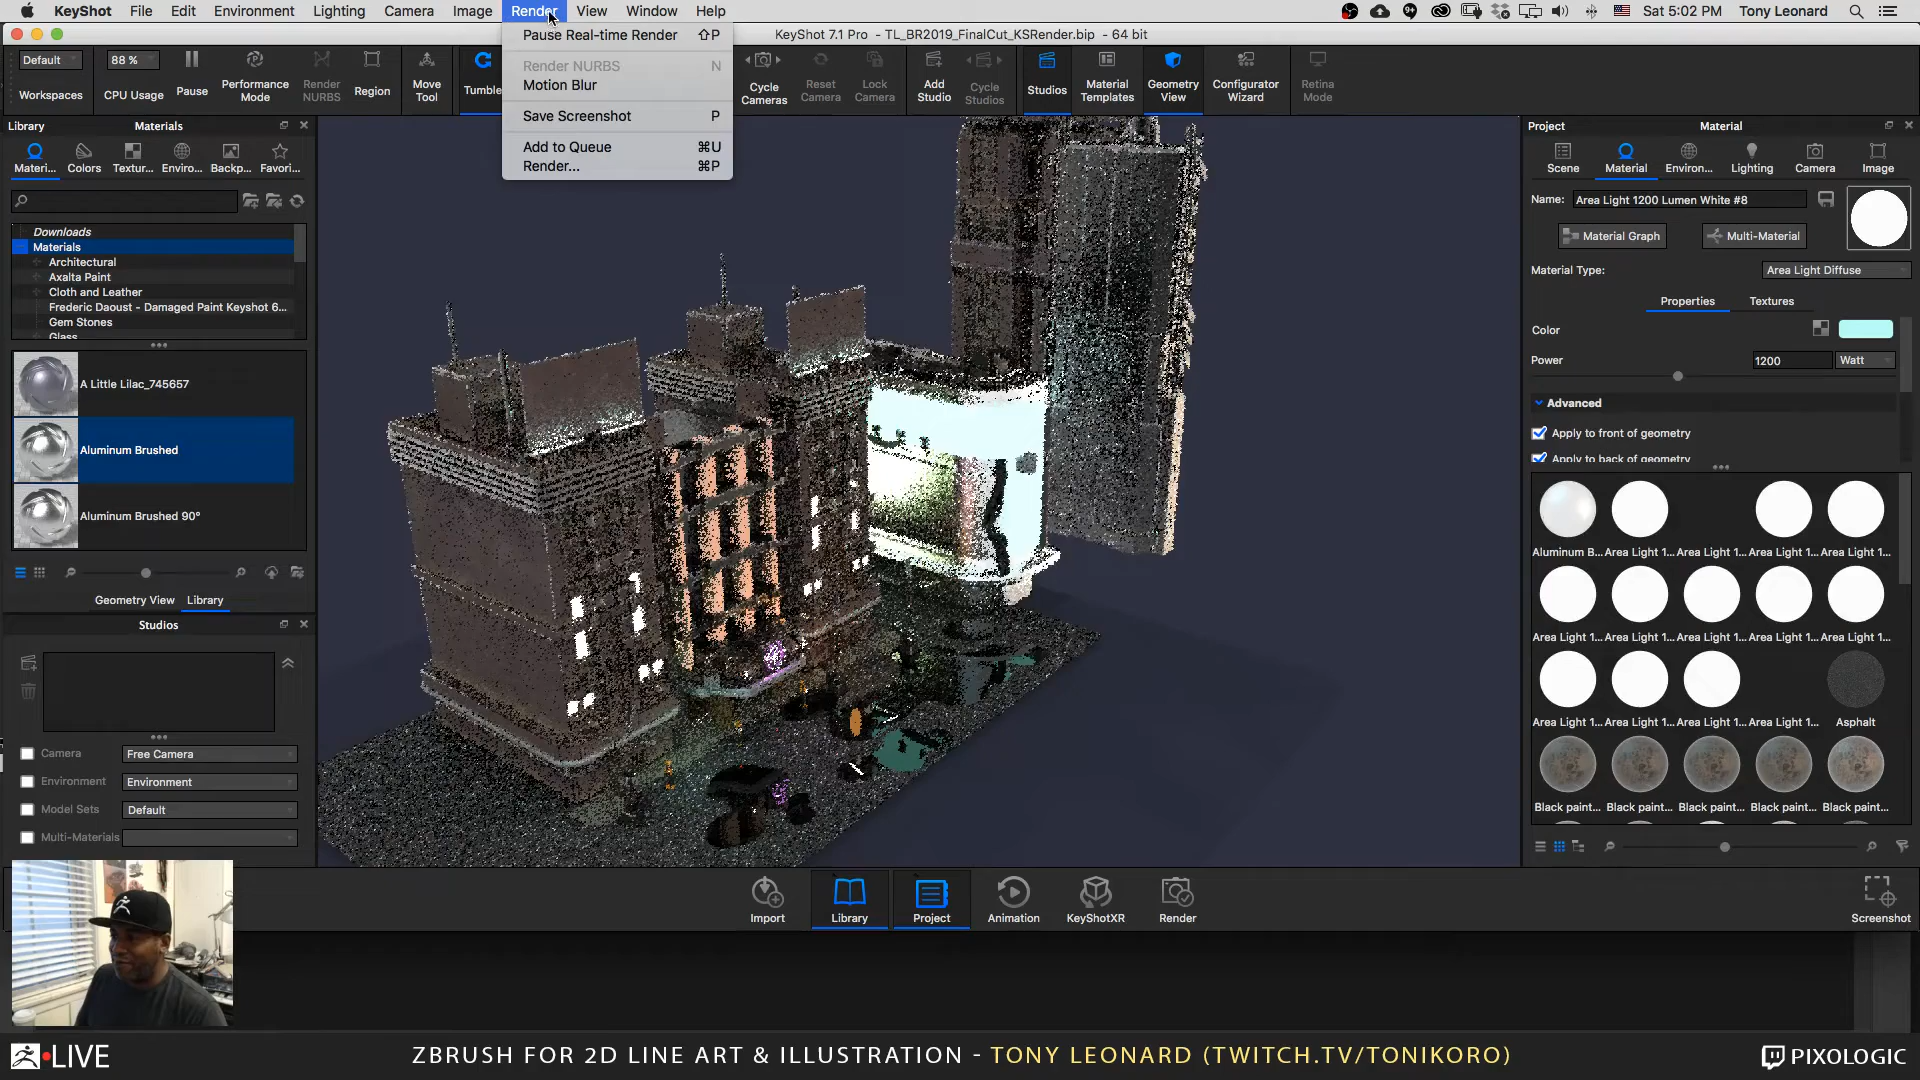 KeyShot File Edit Environment Lighting Camera Image Render View Window Help
9+ Sat 5:02 PM Tony Leonard
KeyShot 7.1 Pro - TL_BR2019_FinalCut_KSRender.bip - 64 bit
Pause Real-time Render ⇧P
Render NURBS N
Motion Blur
Save Screenshot P
Add to Queue ⌘U
Render... ⌘P
Default
Workspaces
88 %
CPU Usage
Pause
Performance
Mode
Render
NURBS
Region
Move
Tool
Tumble
Cycle
Cameras
Reset
Camera
Lock
Camera
Add
Studio
Cycle
Studios
Studios
Material
Templates
Geometry
View
Configurator
Wizard
Retina
Mode
Library Materials
Materi... Colors Textur... Enviro... Backp... Favori...
Downloads
Materials
Architectural
Axalta Paint
Cloth and Leather
Frederic Daoust - Damaged Paint Keyshot 6...
Gem Stones
Glass
A Little Lilac_745657
Aluminum Brushed
Aluminum Brushed 90°
Geometry View Library
Studios
Camera Free Camera
Environment Environment
Model Sets Default
Multi-Materials
Project Material
Scene Material Environ... Lighting Camera Image
Name: Area Light 1200 Lumen White #8
Material Graph Multi-Material
Material Type: Area Light Diffuse
Properties Textures
Color
Power 1200 Watt
Advanced
Apply to front of geometry
Apply to back of geometry
Aluminum B... Area Light 1... Area Light 1... Area Light 1... Area Light 1...
Area Light 1... Area Light 1... Area Light 1... Area Light 1... Area Light 1...
Area Light 1... Area Light 1... Area Light 1... Area Light 1... Asphalt
Black paint... Black paint... Black paint... Black paint... Black paint...
Import Library Project Animation KeyShotXR Render Screenshot
LIVE
ZBRUSH FOR 2D LINE ART & ILLUSTRATION - TONY LEONARD (TWITCH.TV/TONIKORO)
PIXOLOGIC